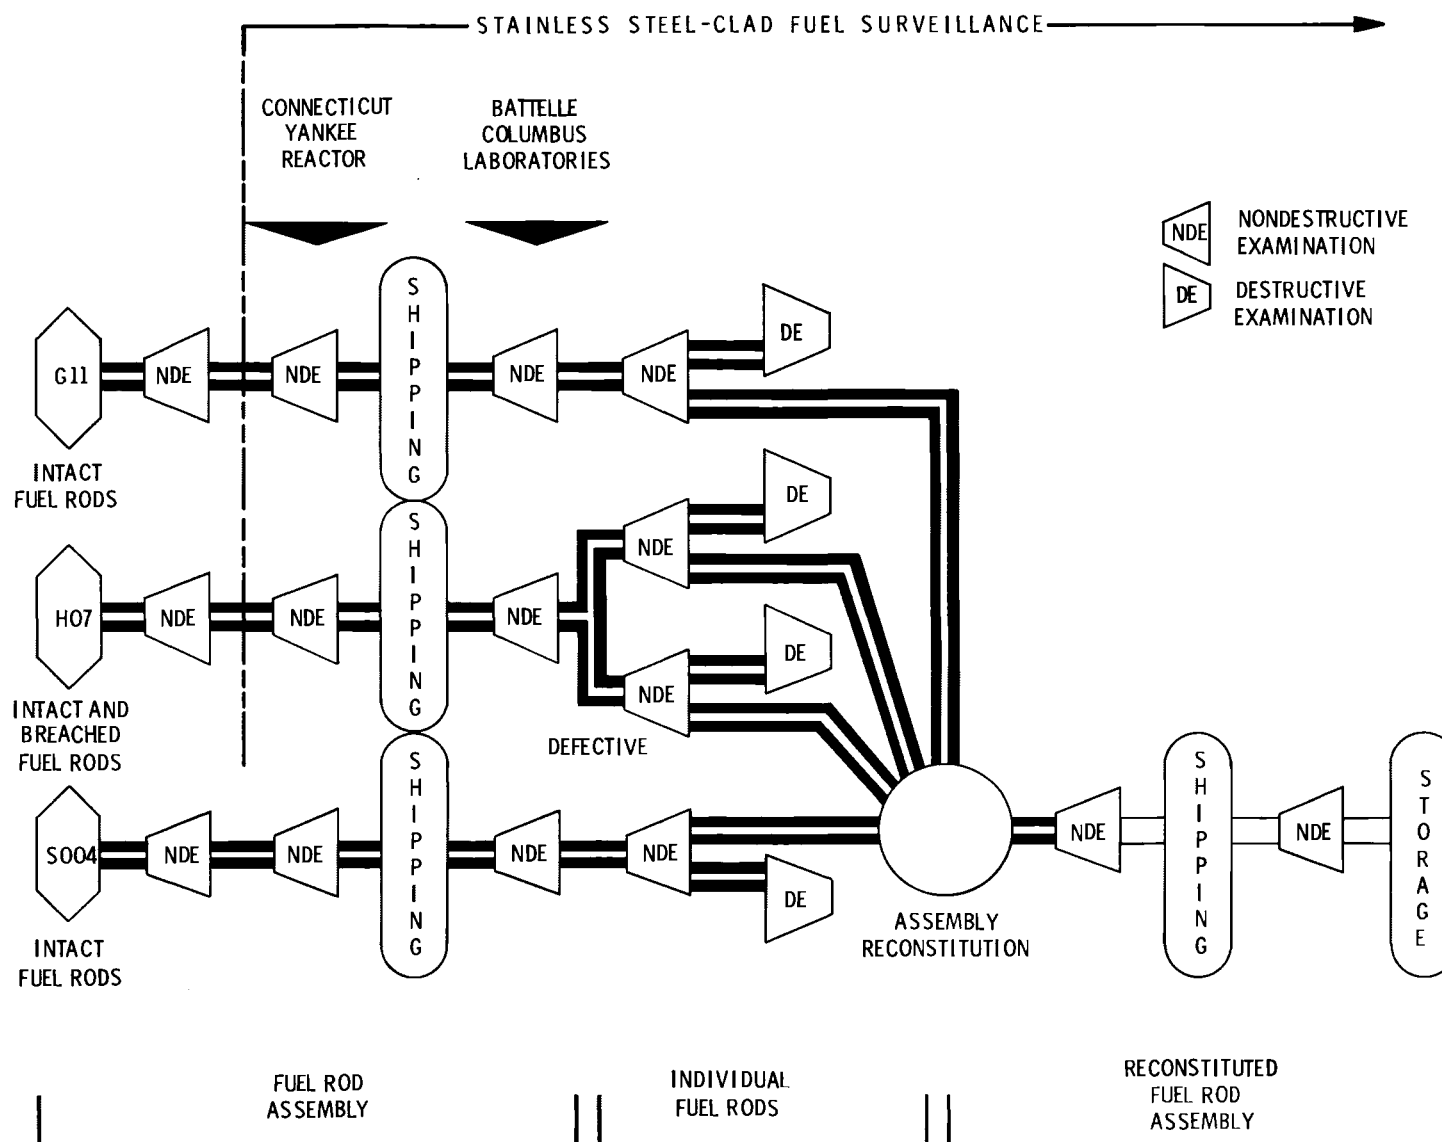 STAINLESS STEEL-CLAD FUEL SURVEILLANCE
CONNECTICUT
YANKEE
REACTOR
BATTELLE
COLUMBUS
LABORATORIES
NDE
NONDESTRUCTIVE
EXAMINATION
DE
DESTRUCTIVE
EXAMINATION
G11
NDE
NDE
SHIPPING
NDE
NDE
DE
INTACT
FUEL RODS
H07
NDE
NDE
SHIPPING
NDE
NDE
DE
NDE
DE
INTACT AND
BREACHED
FUEL RODS
DEFECTIVE
S004
NDE
NDE
SHIPPING
NDE
NDE
DE
INTACT
FUEL RODS
ASSEMBLY
RECONSTITUTION
NDE
SHIPPING
NDE
STORAGE
FUEL ROD
ASSEMBLY
INDIVIDUAL
FUEL RODS
RECONSTITUTED
FUEL ROD
ASSEMBLY